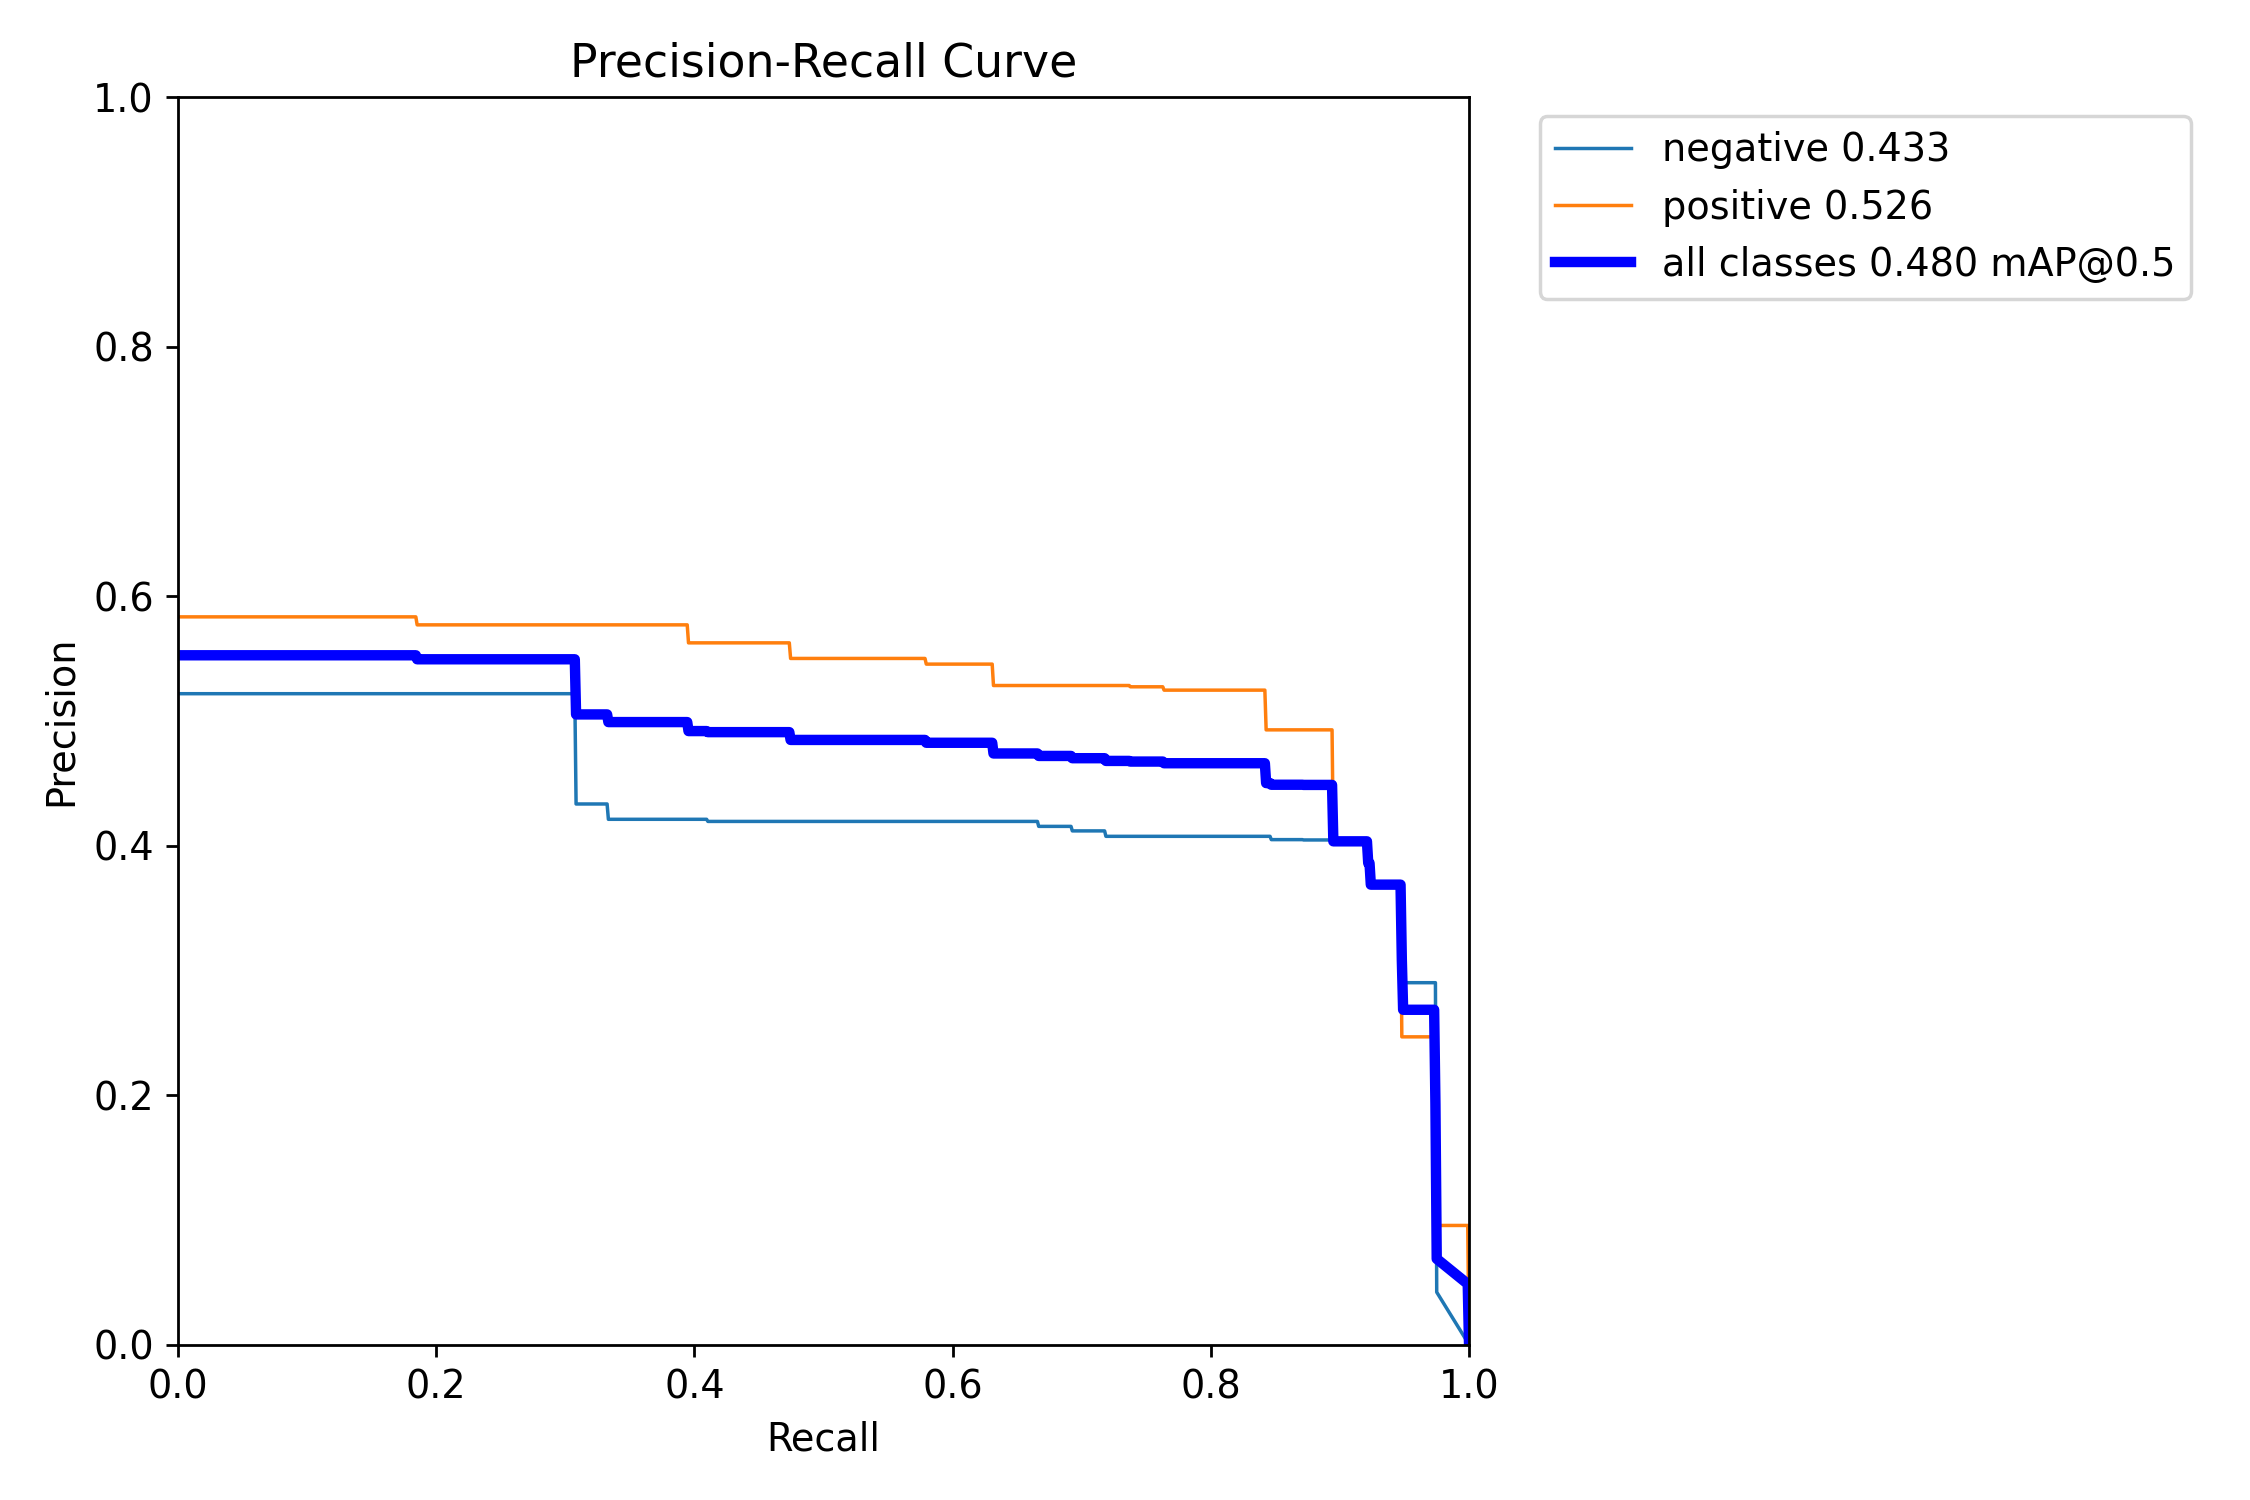 Precision-Recall Curve
1.0
0.8
0.6
0.4
0.2
0.0
Precision
0.0 0.2 0.4 0.6 0.8 1.0
Recall
negative 0.433
positive 0.526
all classes 0.480 mAP@0.5